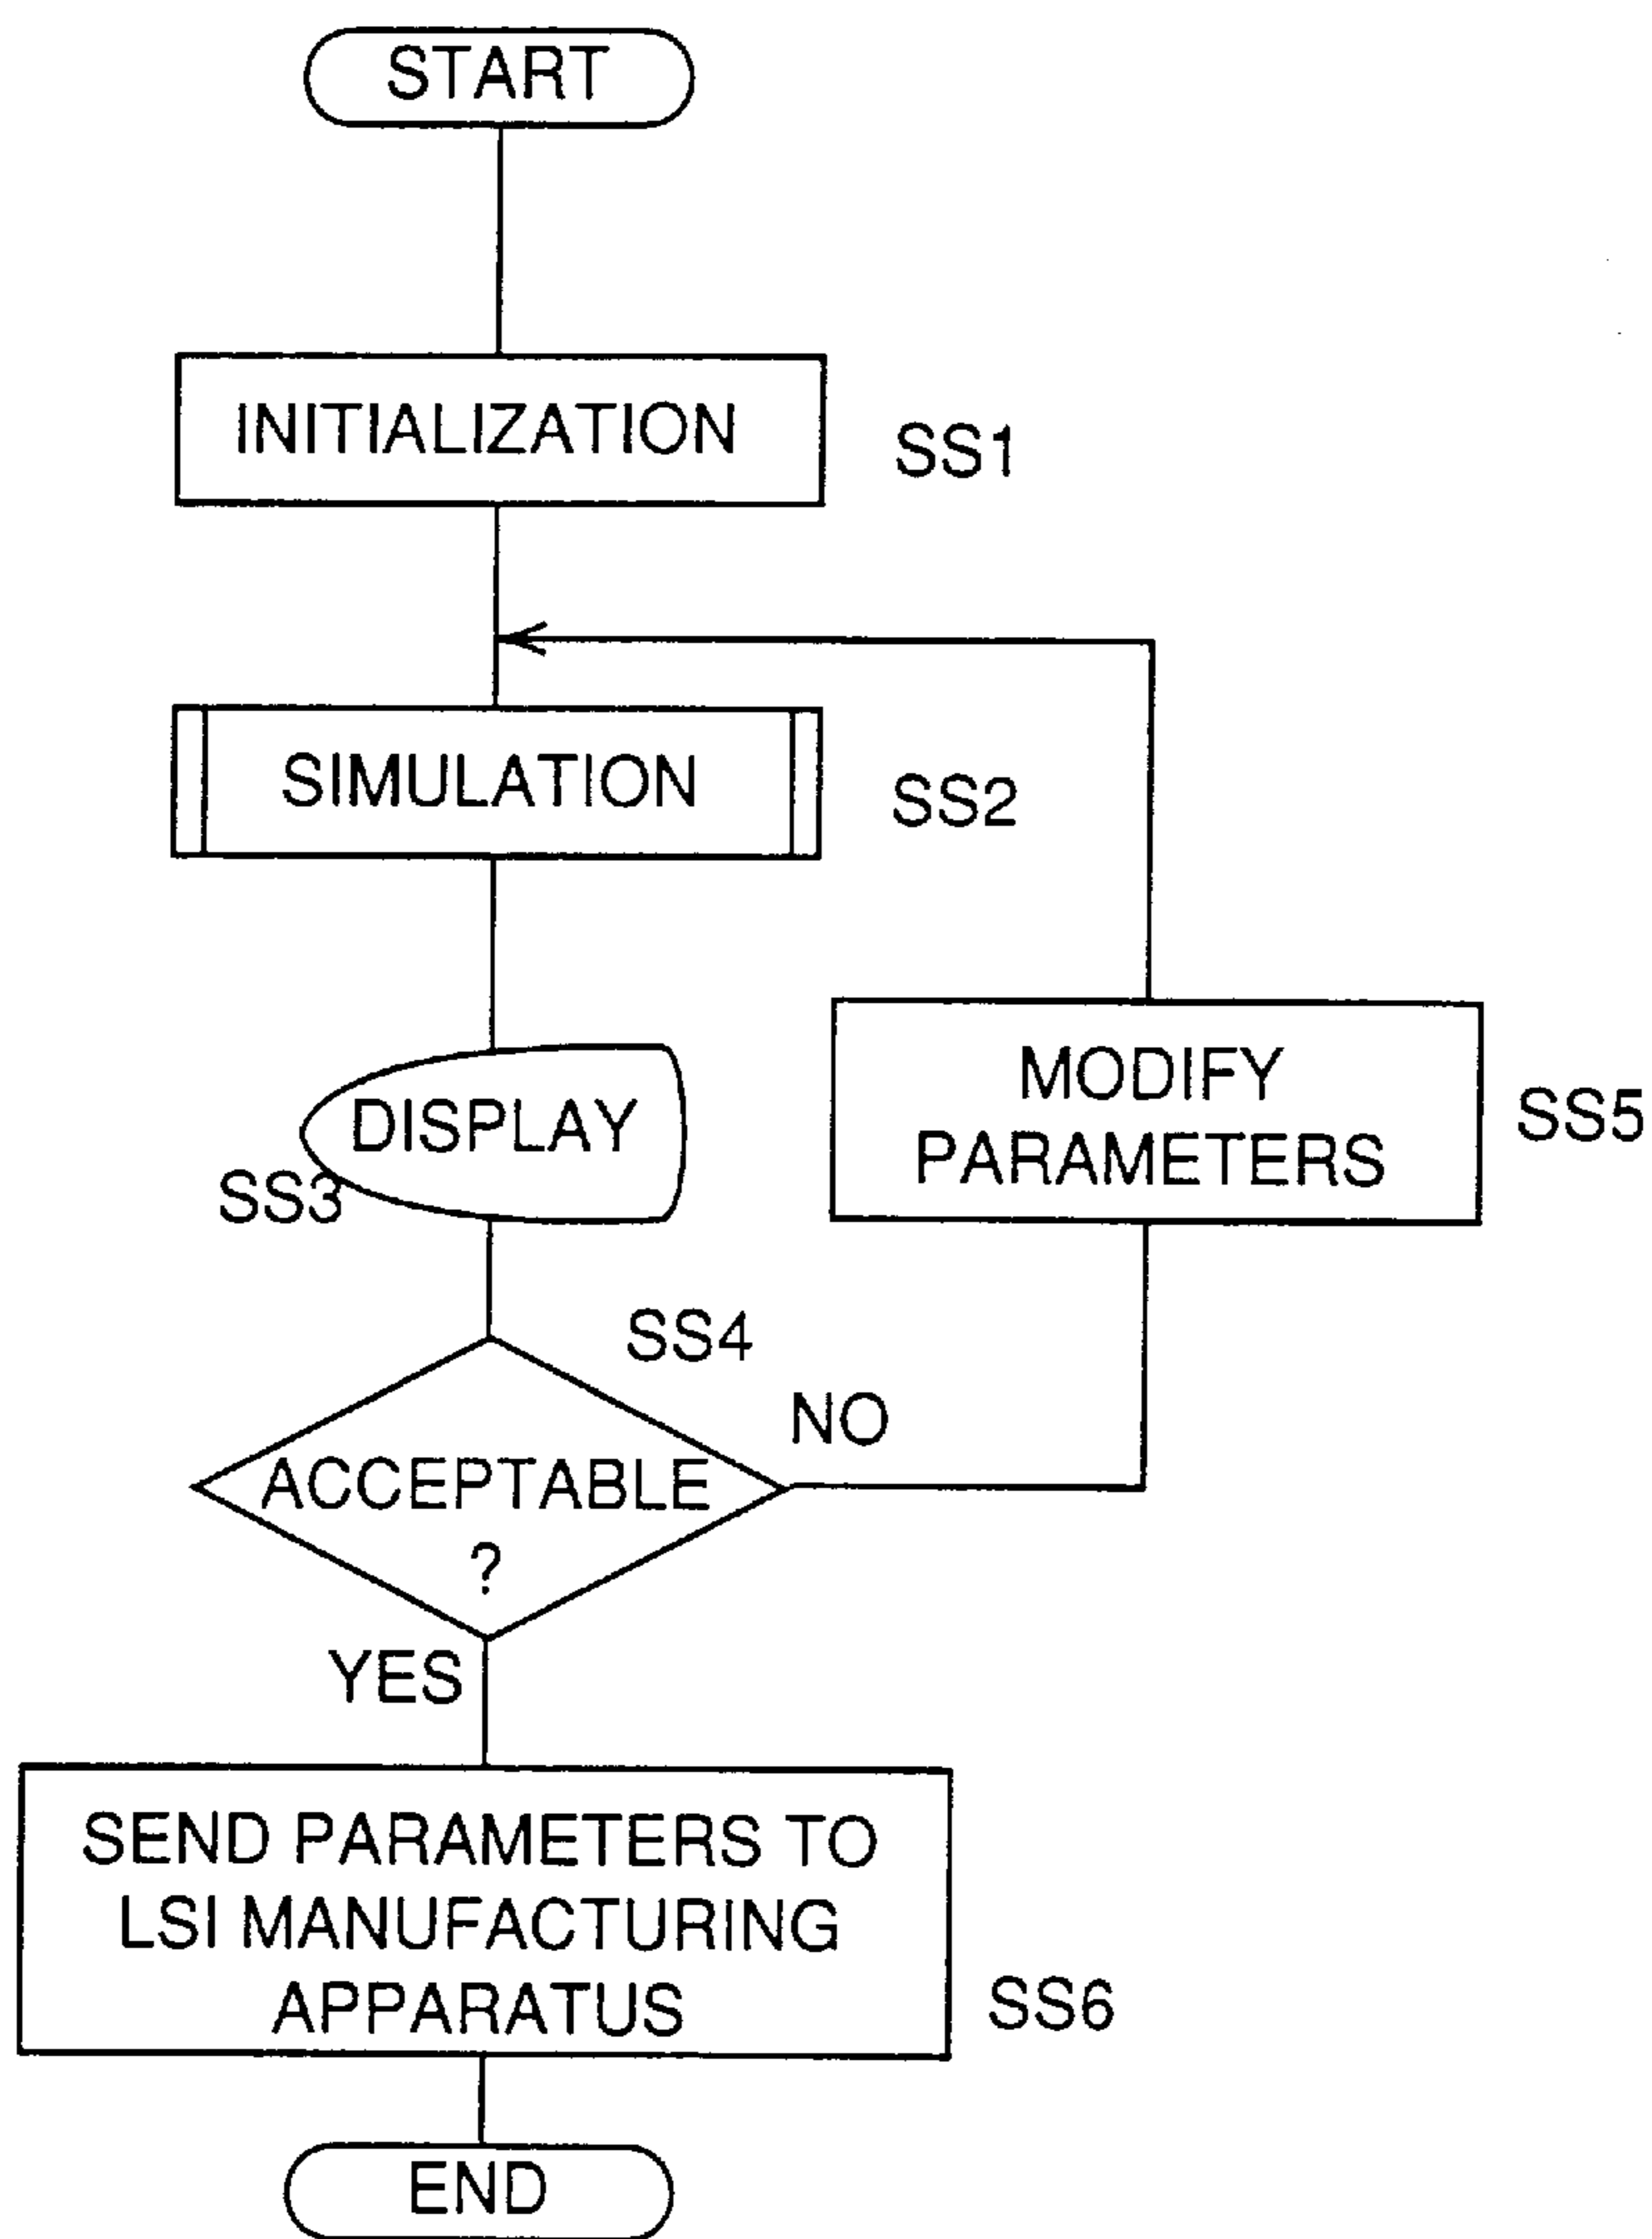 START
INITIALIZATION
SS1
SIMULATION
SS2
DISPLAY
SS3
MODIFY
PARAMETERS
SS5
SS4
NO
ACCEPTABLE
?
YES
SEND PARAMETERS TO
LSI MANUFACTURING
APPARATUS
SS6
END